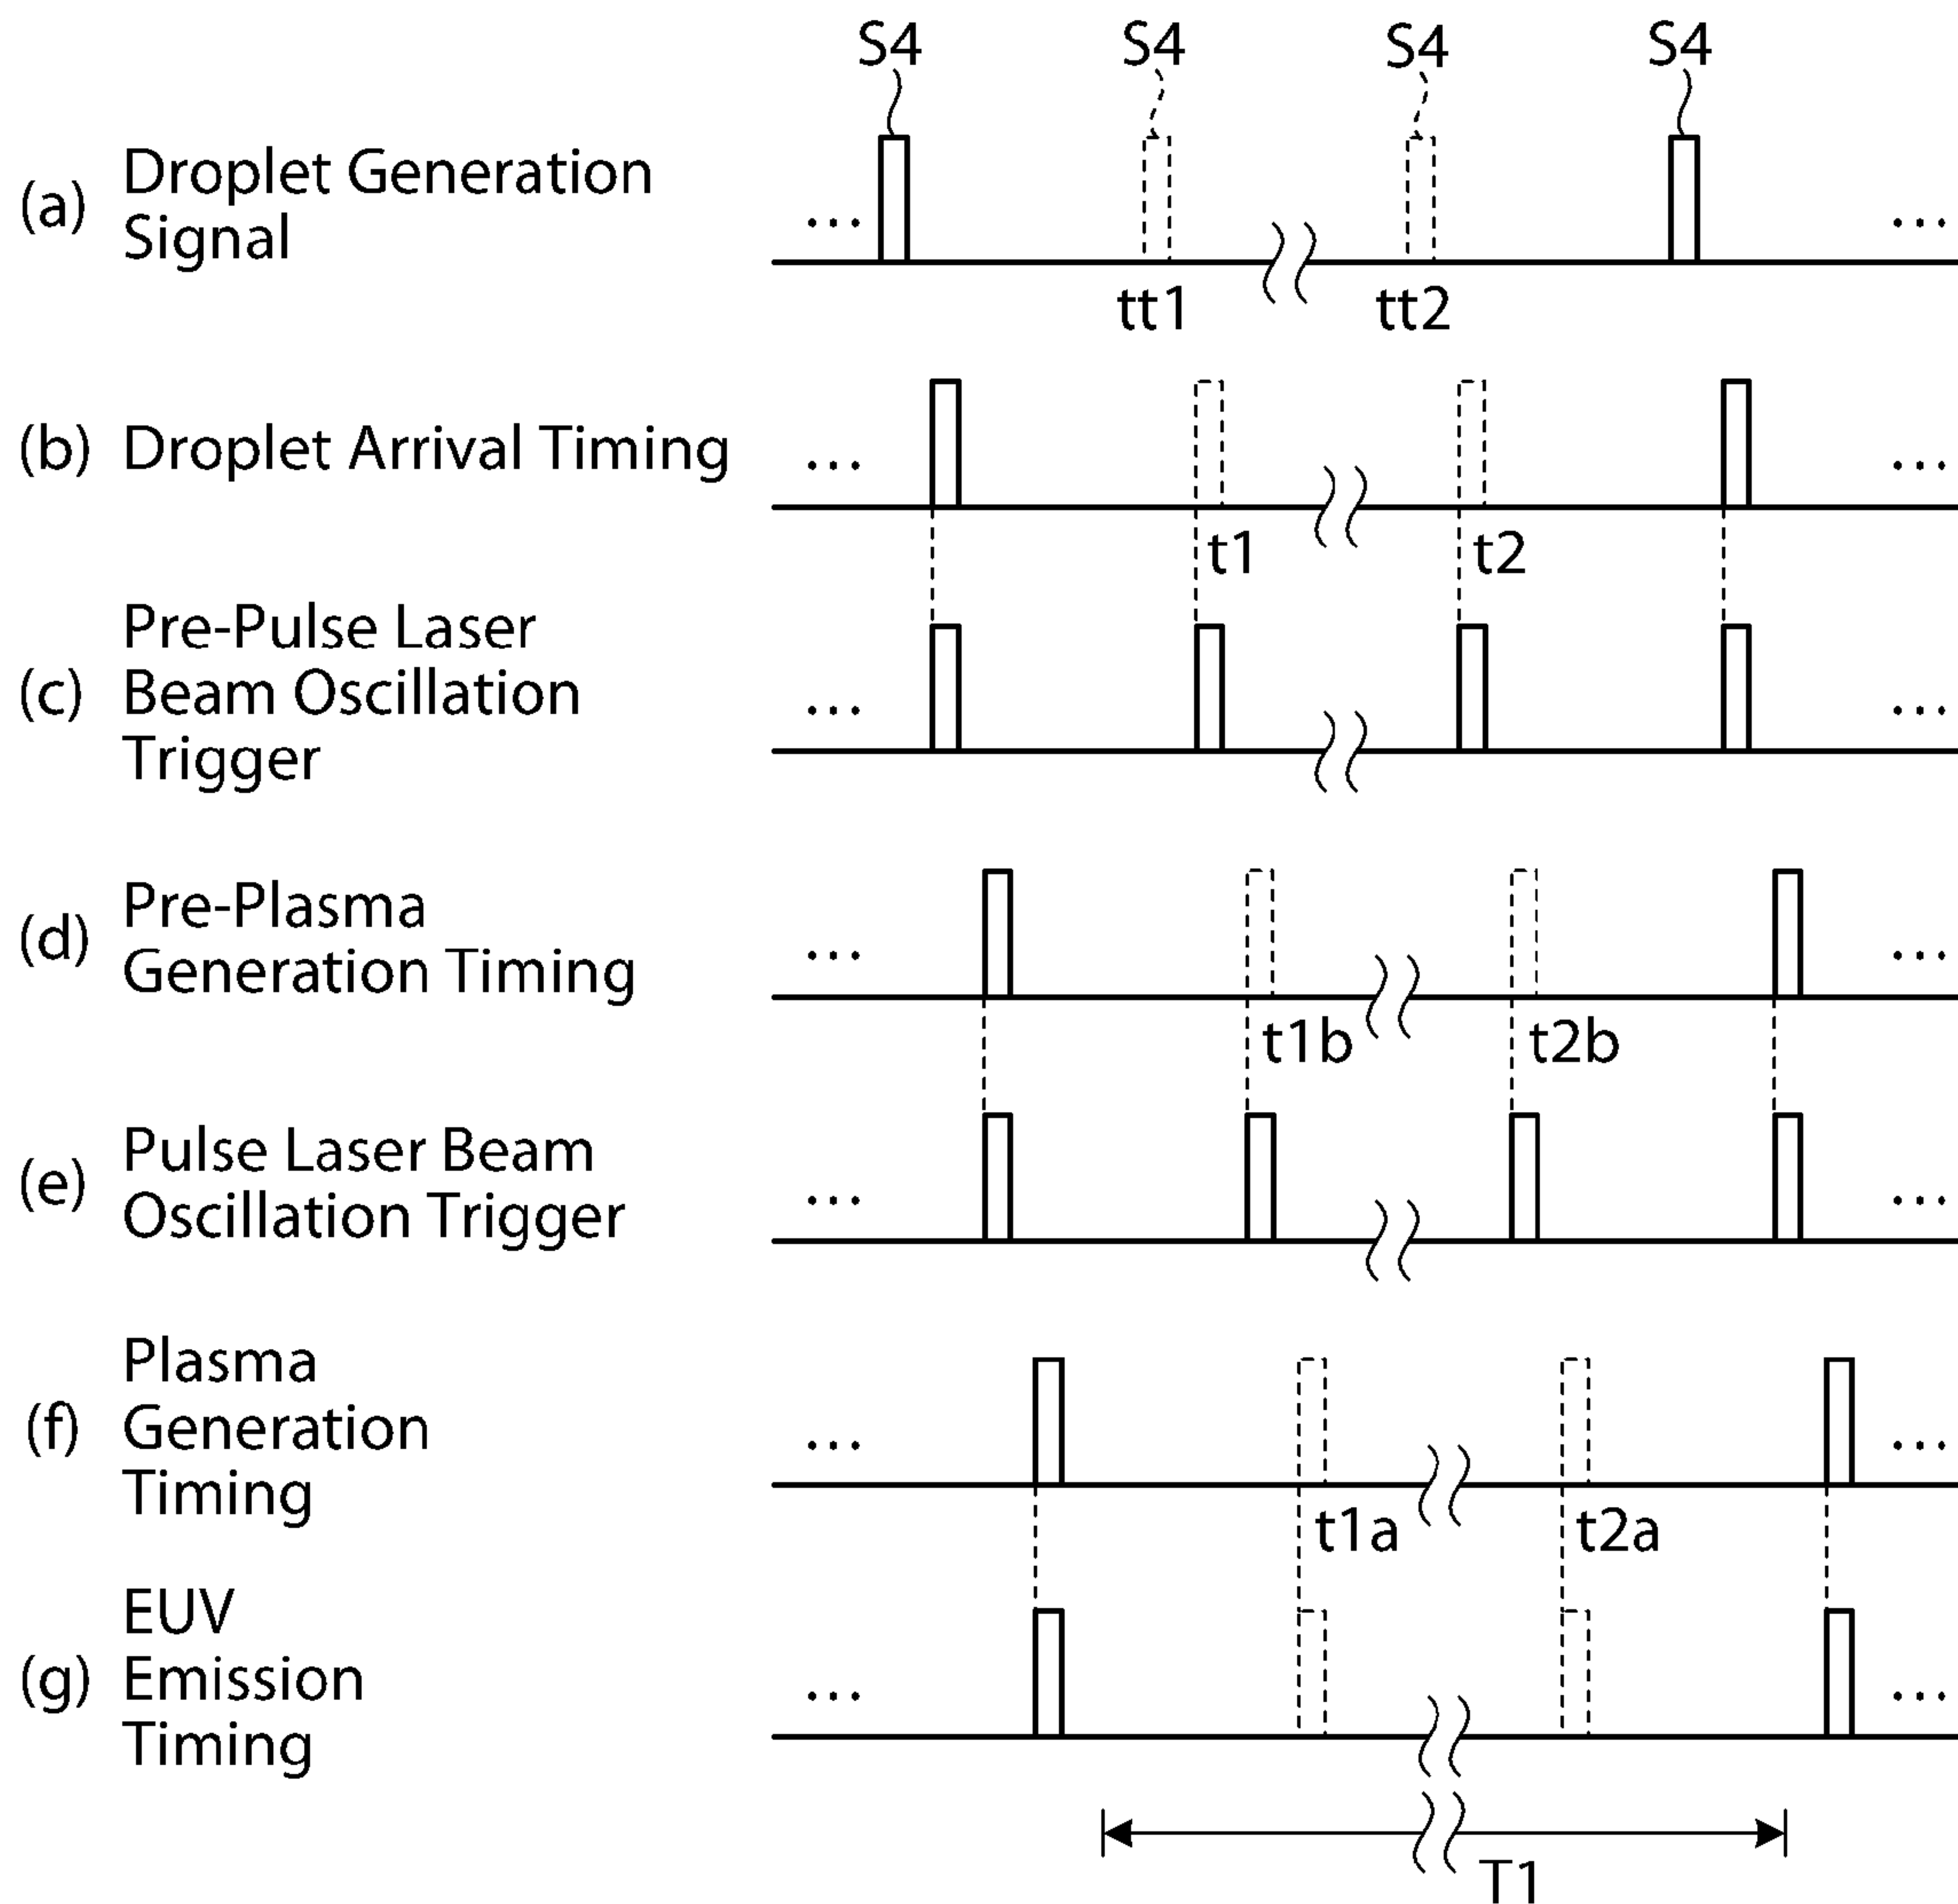 S4 S4 S4 S4
(a) Droplet Generation
Signal
... ...
tt1 tt2
(b) Droplet Arrival Timing
... ...
t1 t2
Pre-Pulse Laser
(c) Beam Oscillation
Trigger
... ...
(d) Pre-Plasma
Generation Timing
... ...
t1b t2b
(e) Pulse Laser Beam
Oscillation Trigger
... ...
Plasma
(f) Generation
Timing
... ...
t1a t2a
EUV
(g) Emission
Timing
... ...
T1